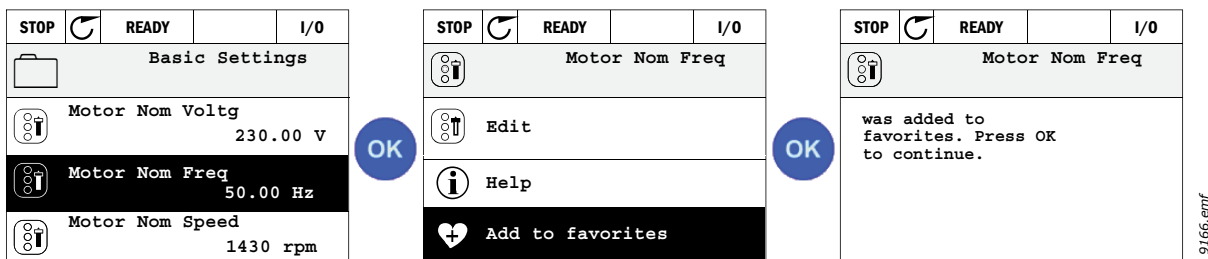 STOP READY I/O
Basic Settings
Motor Nom Voltg
230.00 V
Motor Nom Freq
50.00 Hz
Motor Nom Speed
1430 rpm
OK
STOP READY I/O
Motor Nom Freq
Edit
Help
Add to favorites
OK
STOP READY I/O
Motor Nom Freq
was added to
favorites. Press OK
to continue.
9166.emf